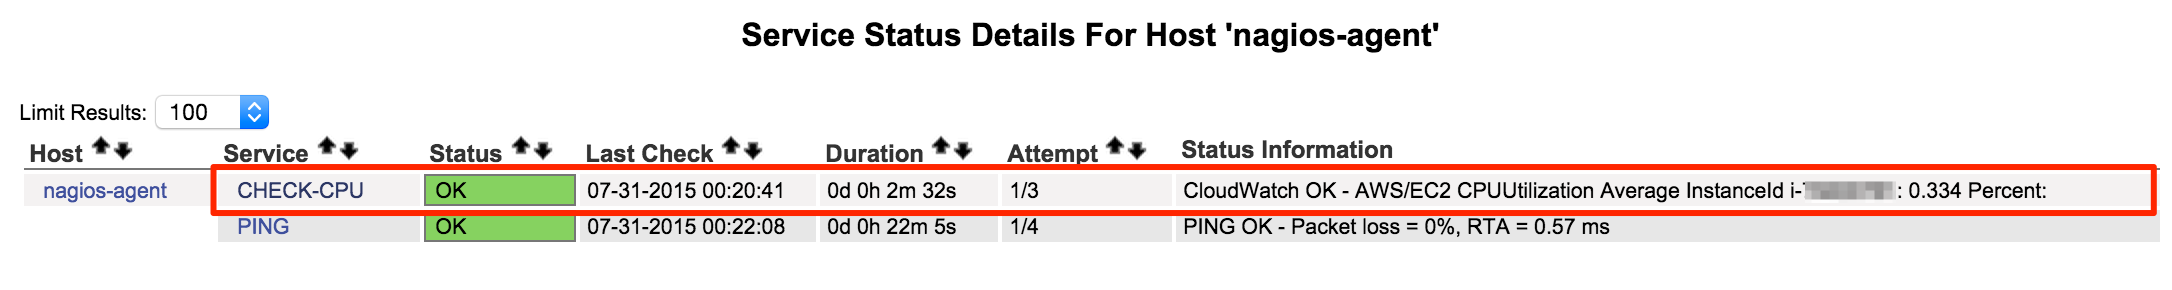 Service Status Details For Host 'nagios-agent'
Limit Results: 100
Host Service Status Last Check Duration Attempt Status Information
nagios-agent CHECK-CPU OK 07-31-2015 00:20:41 0d 0h 2m 32s 1/3 CloudWatch OK - AWS/EC2 CPUUtilization Average InstanceId i- : 0.334 Percent:
PING OK 07-31-2015 00:22:08 0d 0h 22m 5s 1/4 PING OK - Packet loss = 0%, RTA = 0.57 ms